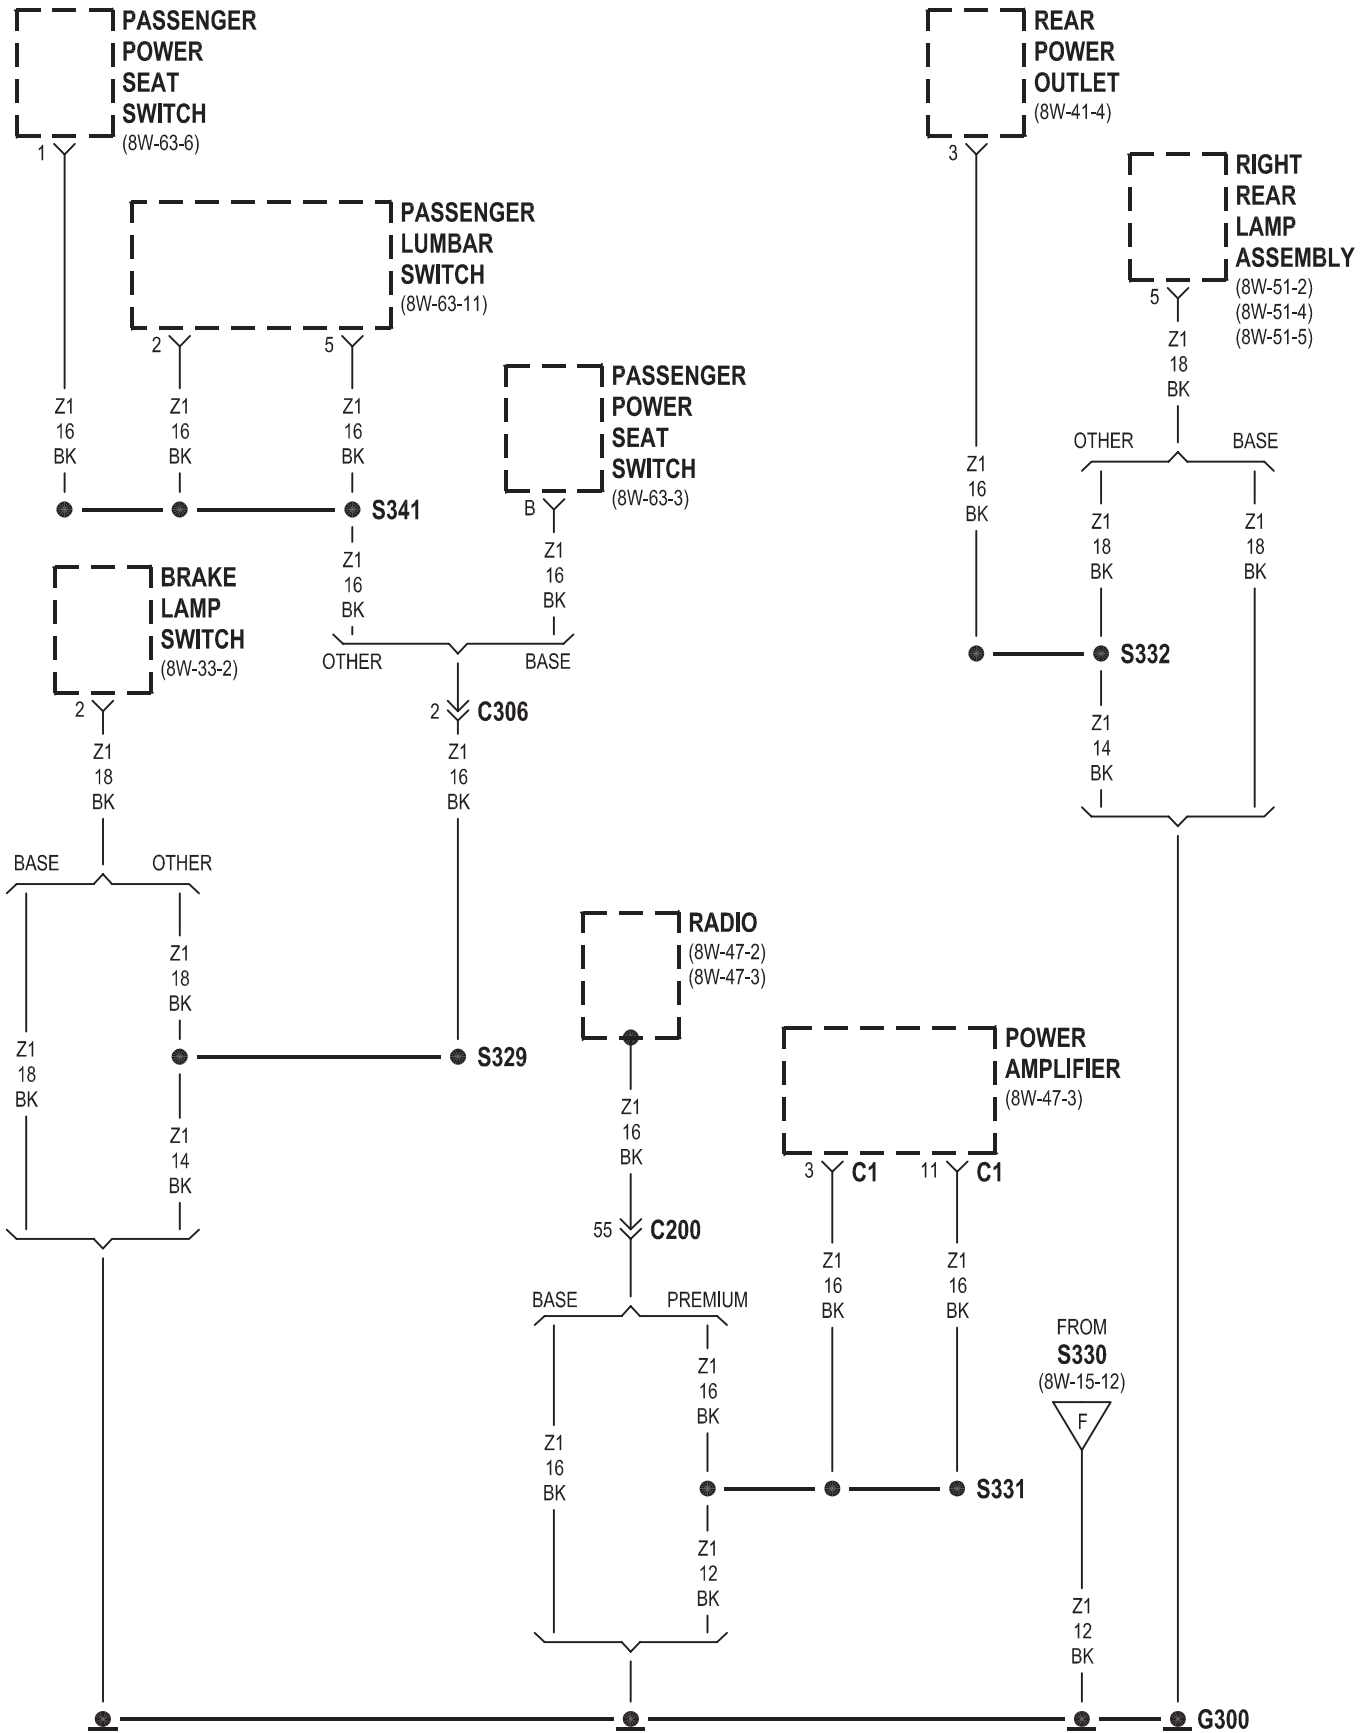 PASSENGER
POWER
SEAT
SWITCH
(8W-63-6)
1
REAR
POWER
OUTLET
(8W-41-4)
3
RIGHT
REAR
LAMP
ASSEMBLY
(8W-51-2)
(8W-51-4)
(8W-51-5)
5
Z1
18
BK
PASSENGER
LUMBAR
SWITCH
(8W-63-11)
2
5
PASSENGER
POWER
SEAT
SWITCH
(8W-63-3)
B
Z1
16
BK
Z1
16
BK
Z1
16
BK
S341
Z1
16
BK
Z1
16
BK
OTHER
BASE
Z1
16
BK
OTHER
BASE
Z1
18
BK
Z1
18
BK
S332
Z1
14
BK
BRAKE
LAMP
SWITCH
(8W-33-2)
2
Z1
18
BK
2
C306
Z1
16
BK
BASE
OTHER
Z1
18
BK
S329
Z1
18
BK
Z1
14
BK
RADIO
(8W-47-2)
(8W-47-3)
Z1
16
BK
55
C200
POWER
AMPLIFIER
(8W-47-3)
3
C1
11
C1
Z1
16
BK
Z1
16
BK
BASE
PREMIUM
Z1
16
BK
Z1
16
BK
S331
Z1
12
BK
FROM
S330
(8W-15-12)
F
Z1
12
BK
G300